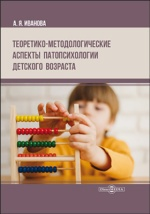 А. Я. ИВАНОВА
ТЕОРЕТИКО-МЕТОДОЛОГИЧЕСКИЕ
АСПЕКТЫ ПАТОПСИХОЛОГИИ
ДЕТСКОГО ВОЗРАСТА